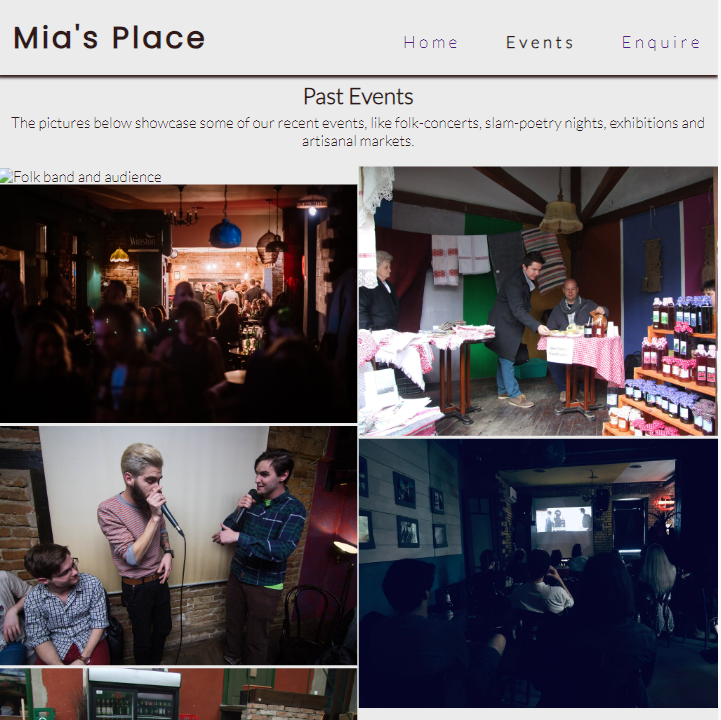 Mia's Place
Home Events Enquire
Past Events
The pictures below showcase some of our recent events, like folk-concerts, slam-poetry nights, exhibitions and
artisanal markets.
Folk band and audience
Winston